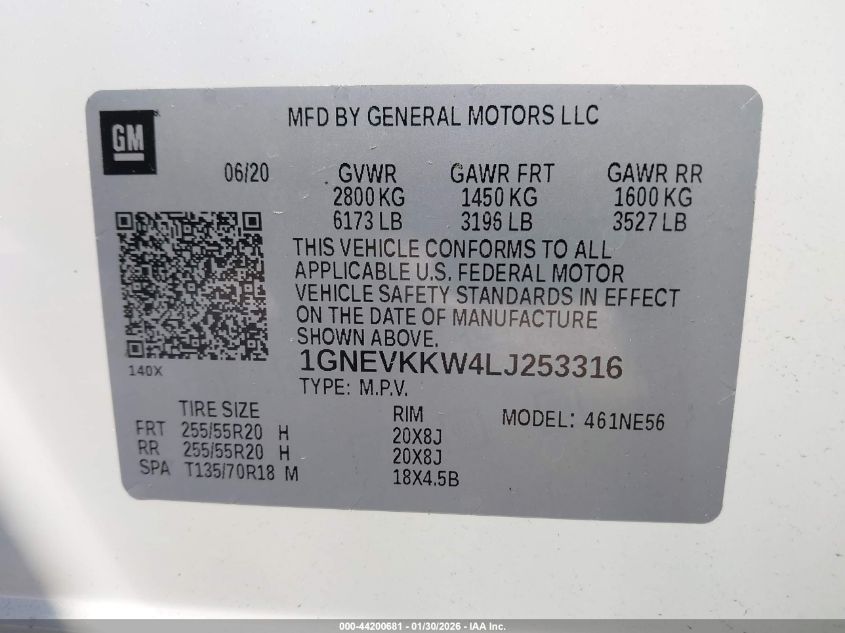 MFD BY GENERAL MOTORS LLC
GM
06/20 GVWR GAWR FRT GAWR RR
2800 KG 1450 KG 1600 KG
6173 LB 3196 LB 3527 LB
THIS VEHICLE CONFORMS TO ALL
APPLICABLE U.S. FEDERAL MOTOR
VEHICLE SAFETY STANDARDS IN EFFECT
ON THE DATE OF MANUFACTURE
SHOWN ABOVE.
140X
1GNEVKKW4LJ253316
TYPE: M.P.V.
TIRE SIZE RIM MODEL: 461NE56
FRT 255/55R20 H 20X8J
RR 255/55R20 H 20X8J
SPA T135/70R18 M 18X4.5B
000-44200681 - 01/30/2026 - IAA Inc.